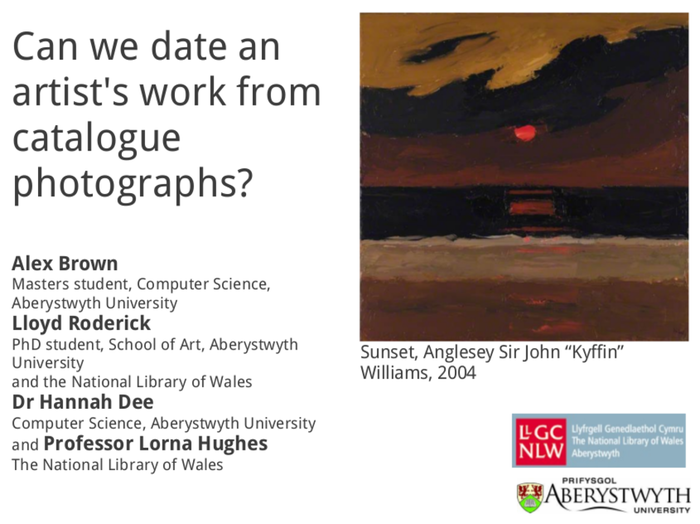 Can we date an
artist's work from
catalogue
photographs?
Alex Brown
Masters student, Computer Science,
Aberystwyth University
Lloyd Roderick
PhD student, School of Art, Aberystwyth
University
and the National Library of Wales
Dr Hannah Dee
Computer Science, Aberystwyth University
and Professor Lorna Hughes
The National Library of Wales
Sunset, Anglesey Sir John “Kyffin”
Williams, 2004
LLGC
NLW
Llyfrgell Genedlaethol Cymru
The National Library of Wales
Aberystwyth
PRIFYSGOL
ABERYSTWYTH
UNIVERSITY